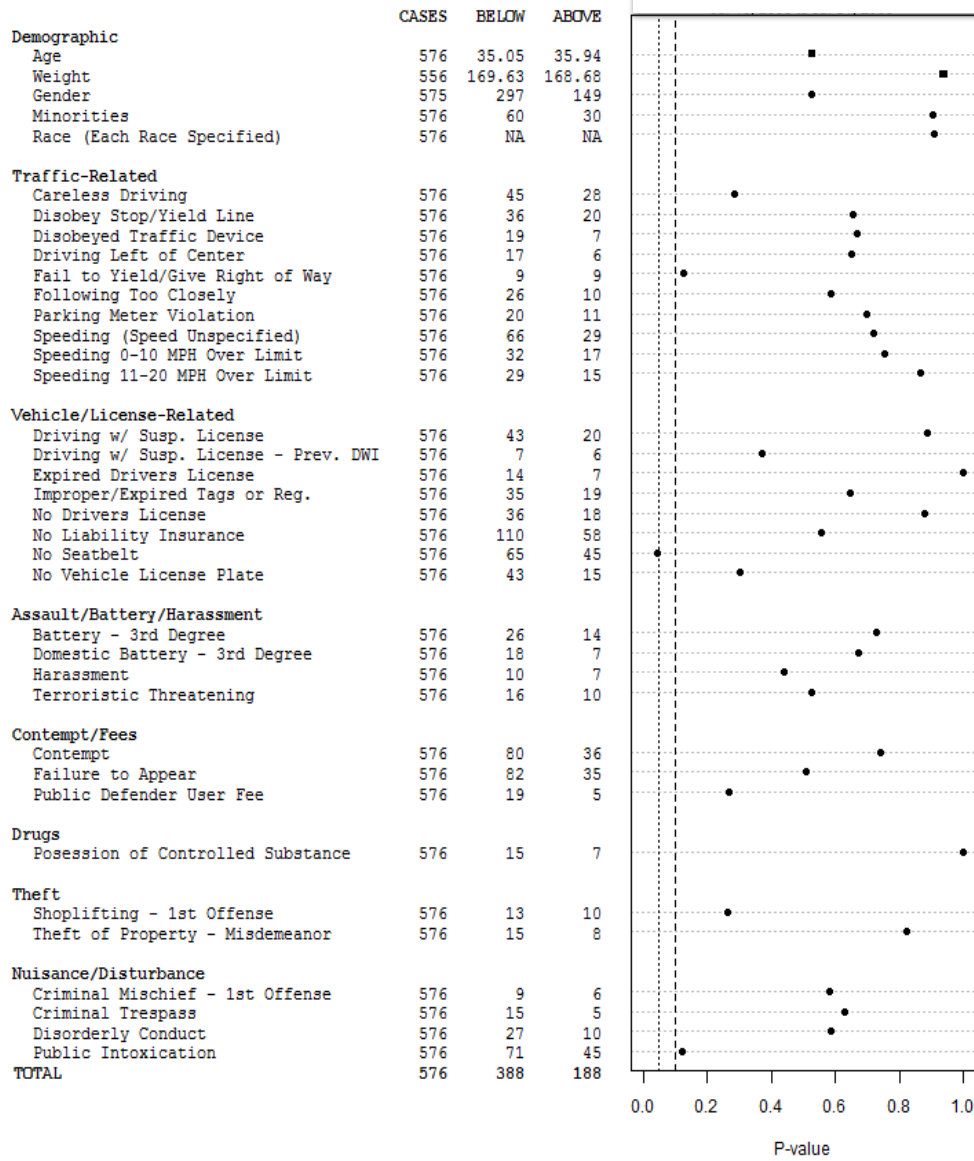 CASES BELOW ABOVE
Demographic
Age 576 35.05 35.94
Weight 556 169.63 168.68
Gender 575 297 149
Minorities 576 60 30
Race (Each Race Specified) 576 NA NA
Traffic-Related
Careless Driving 576 45 28
Disobey Stop/Yield Line 576 36 20
Disobeyed Traffic Device 576 19 7
Driving Left of Center 576 17 6
Fail to Yield/Give Right of Way 576 9 9
Following Too Closely 576 26 10
Parking Meter Violation 576 20 11
Speeding (Speed Unspecified) 576 66 29
Speeding 0-10 MPH Over Limit 576 32 17
Speeding 11-20 MPH Over Limit 576 29 15
Vehicle/License-Related
Driving w/ Susp. License 576 43 20
Driving w/ Susp. License - Prev. DWI 576 7 6
Expired Drivers License 576 14 7
Improper/Expired Tags or Reg. 576 35 19
No Drivers License 576 36 18
No Liability Insurance 576 110 58
No Seatbelt 576 65 45
No Vehicle License Plate 576 43 15
Assault/Battery/Harassment
Battery - 3rd Degree 576 26 14
Domestic Battery - 3rd Degree 576 18 7
Harassment 576 10 7
Terroristic Threatening 576 16 10
Contempt/Fees
Contempt 576 80 36
Failure to Appear 576 82 35
Public Defender User Fee 576 19 5
Drugs
Posession of Controlled Substance 576 15 7
Theft
Shoplifting - 1st Offense 576 13 10
Theft of Property - Misdemeanor 576 15 8
Nuisance/Disturbance
Criminal Mischief - 1st Offense 576 9 6
Criminal Trespass 576 15 5
Disorderly Conduct 576 27 10
Public Intoxication 576 71 45
TOTAL 576 388 188
0.0 0.2 0.4 0.6 0.8 1.0
P-value